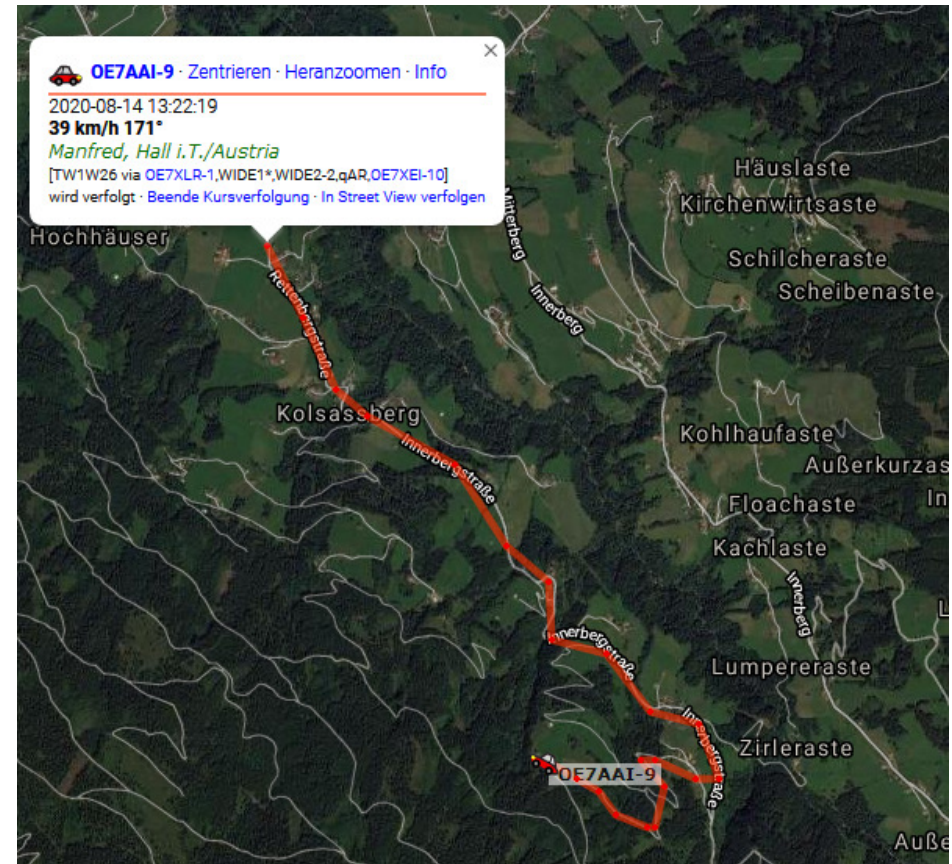 OE7AAI-9 · Zentrieren · Heranzoomen · Info
2020-08-14 13:22:19
39 km/h 171°
Manfred, Hall i.T./Austria
[TW1W26 via OE7XLR-1,WIDE1*,WIDE2-2,qAR,OE7XEI-10]
wird verfolgt · Beende Kursverfolgung · In Street View verfolgen
Häuslaste
Kirchenwirtsaste
Mitterberg
Hochhäuser
Schilcheraste
Scheibenaste
Innerberg
Rettenbergstraße
Kolsassberg
Innerbergstraße
Kohlhaufaste
Außerkurzas
In
Floachaste
Kachlaste
Innerberg
L
Innerbergstraße
Lumpereraste
Innerbergstraße
Zirleraste
OE7AAI-9
Auße